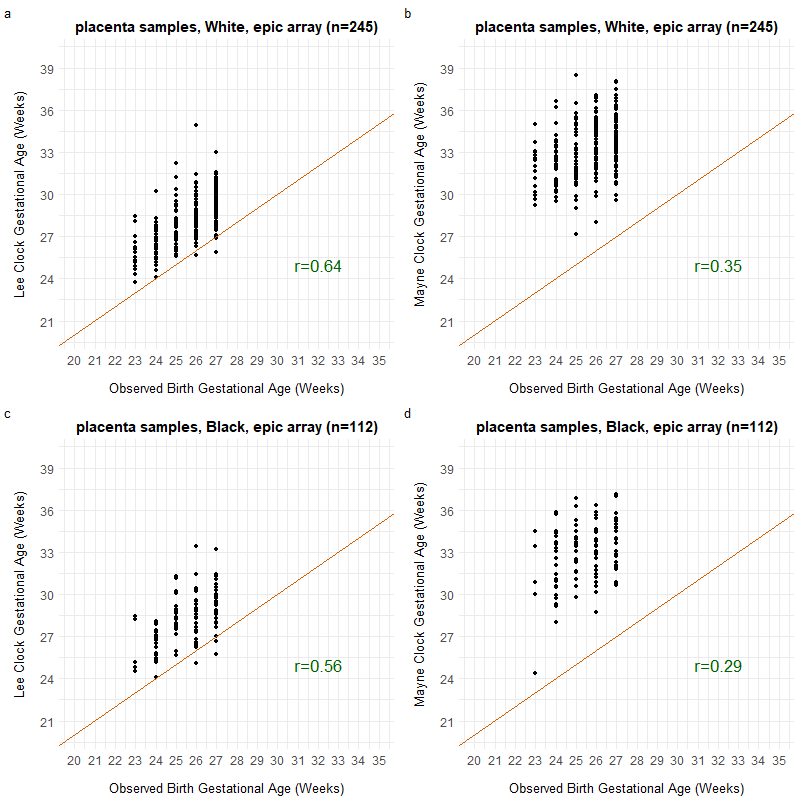 a
placenta samples, White, epic array (n=245)
Lee Clock Gestational Age (Weeks)
39
36
33
30
27
24
21
r=0.64
20 21 22 23 24 25 26 27 28 29 30 31 32 33 34 35
Observed Birth Gestational Age (Weeks)
b
placenta samples, White, epic array (n=245)
Mayne Clock Gestational Age (Weeks)
39
36
33
30
27
24
21
r=0.35
20 21 22 23 24 25 26 27 28 29 30 31 32 33 34 35
Observed Birth Gestational Age (Weeks)
c
placenta samples, Black, epic array (n=112)
Lee Clock Gestational Age (Weeks)
39
36
33
30
27
24
21
r=0.56
20 21 22 23 24 25 26 27 28 29 30 31 32 33 34 35
Observed Birth Gestational Age (Weeks)
d
placenta samples, Black, epic array (n=112)
Mayne Clock Gestational Age (Weeks)
39
36
33
30
27
24
21
r=0.29
20 21 22 23 24 25 26 27 28 29 30 31 32 33 34 35
Observed Birth Gestational Age (Weeks)